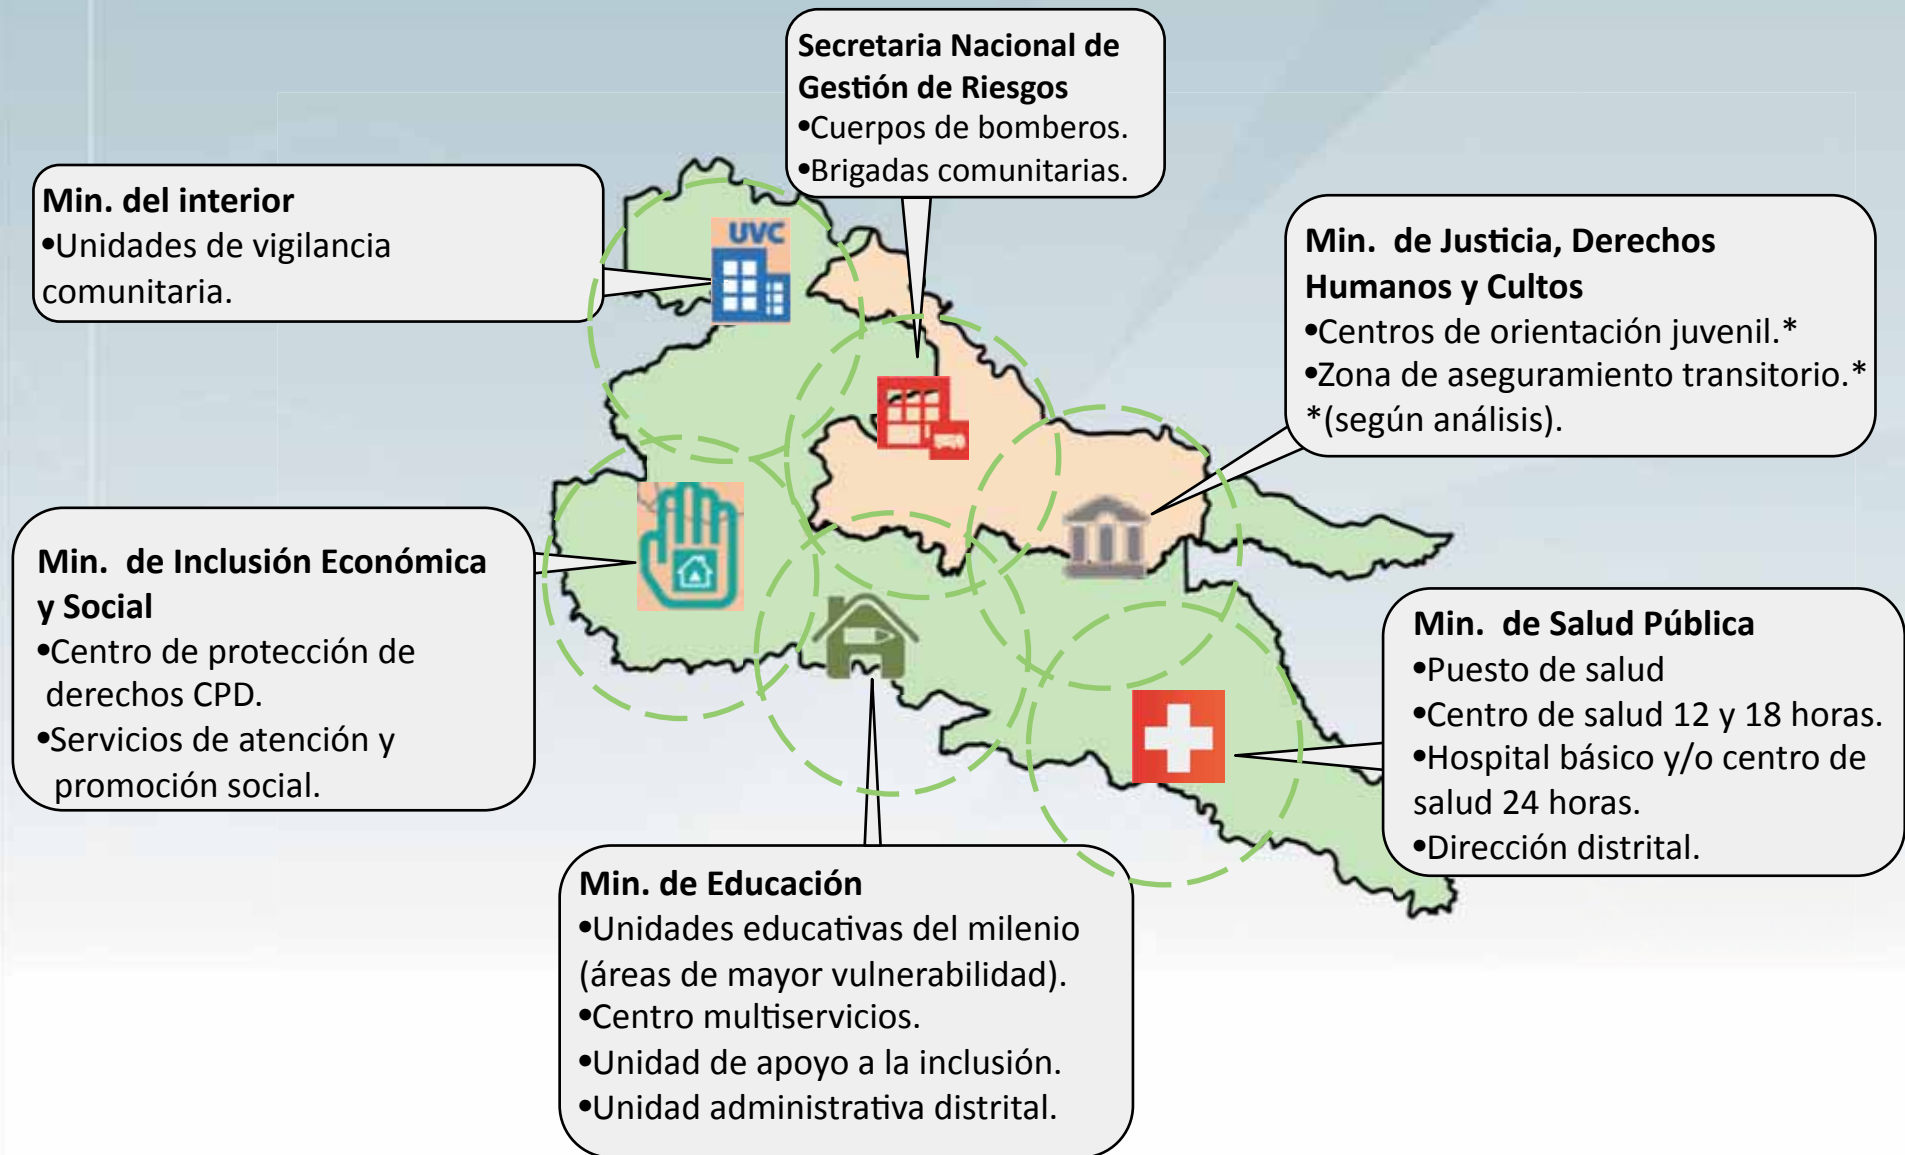 Secretaria Nacional de
Gestión de Riesgos
•Cuerpos de bomberos.
•Brigadas comunitarias.
Min. del interior
•Unidades de vigilancia
comunitaria.
UVC
Min. de Justicia, Derechos
Humanos y Cultos
•Centros de orientación juvenil.*
•Zona de aseguramiento transitorio.*
*(según análisis).
Min. de Inclusión Económica
y Social
•Centro de protección de
derechos CPD.
•Servicios de atención y
promoción social.
Min. de Salud Pública
•Puesto de salud
•Centro de salud 12 y 18 horas.
•Hospital básico y/o centro de
salud 24 horas.
•Dirección distrital.
Min. de Educación
•Unidades educativas del milenio
(áreas de mayor vulnerabilidad).
•Centro multiservicios.
•Unidad de apoyo a la inclusión.
•Unidad administrativa distrital.